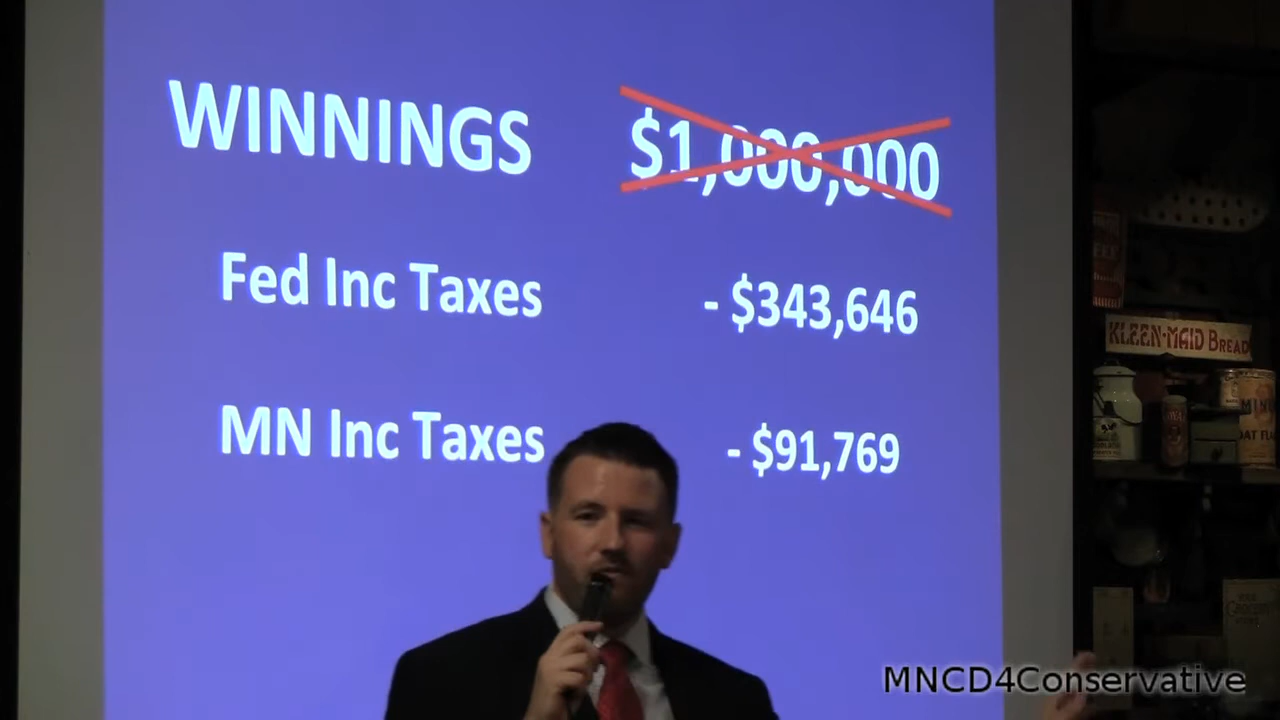 WINNINGS $1,000,000
Fed Inc Taxes - $343,646
MN Inc Taxes - $91,769
KLEEN-MAID BREAD
MNCD4Conservative